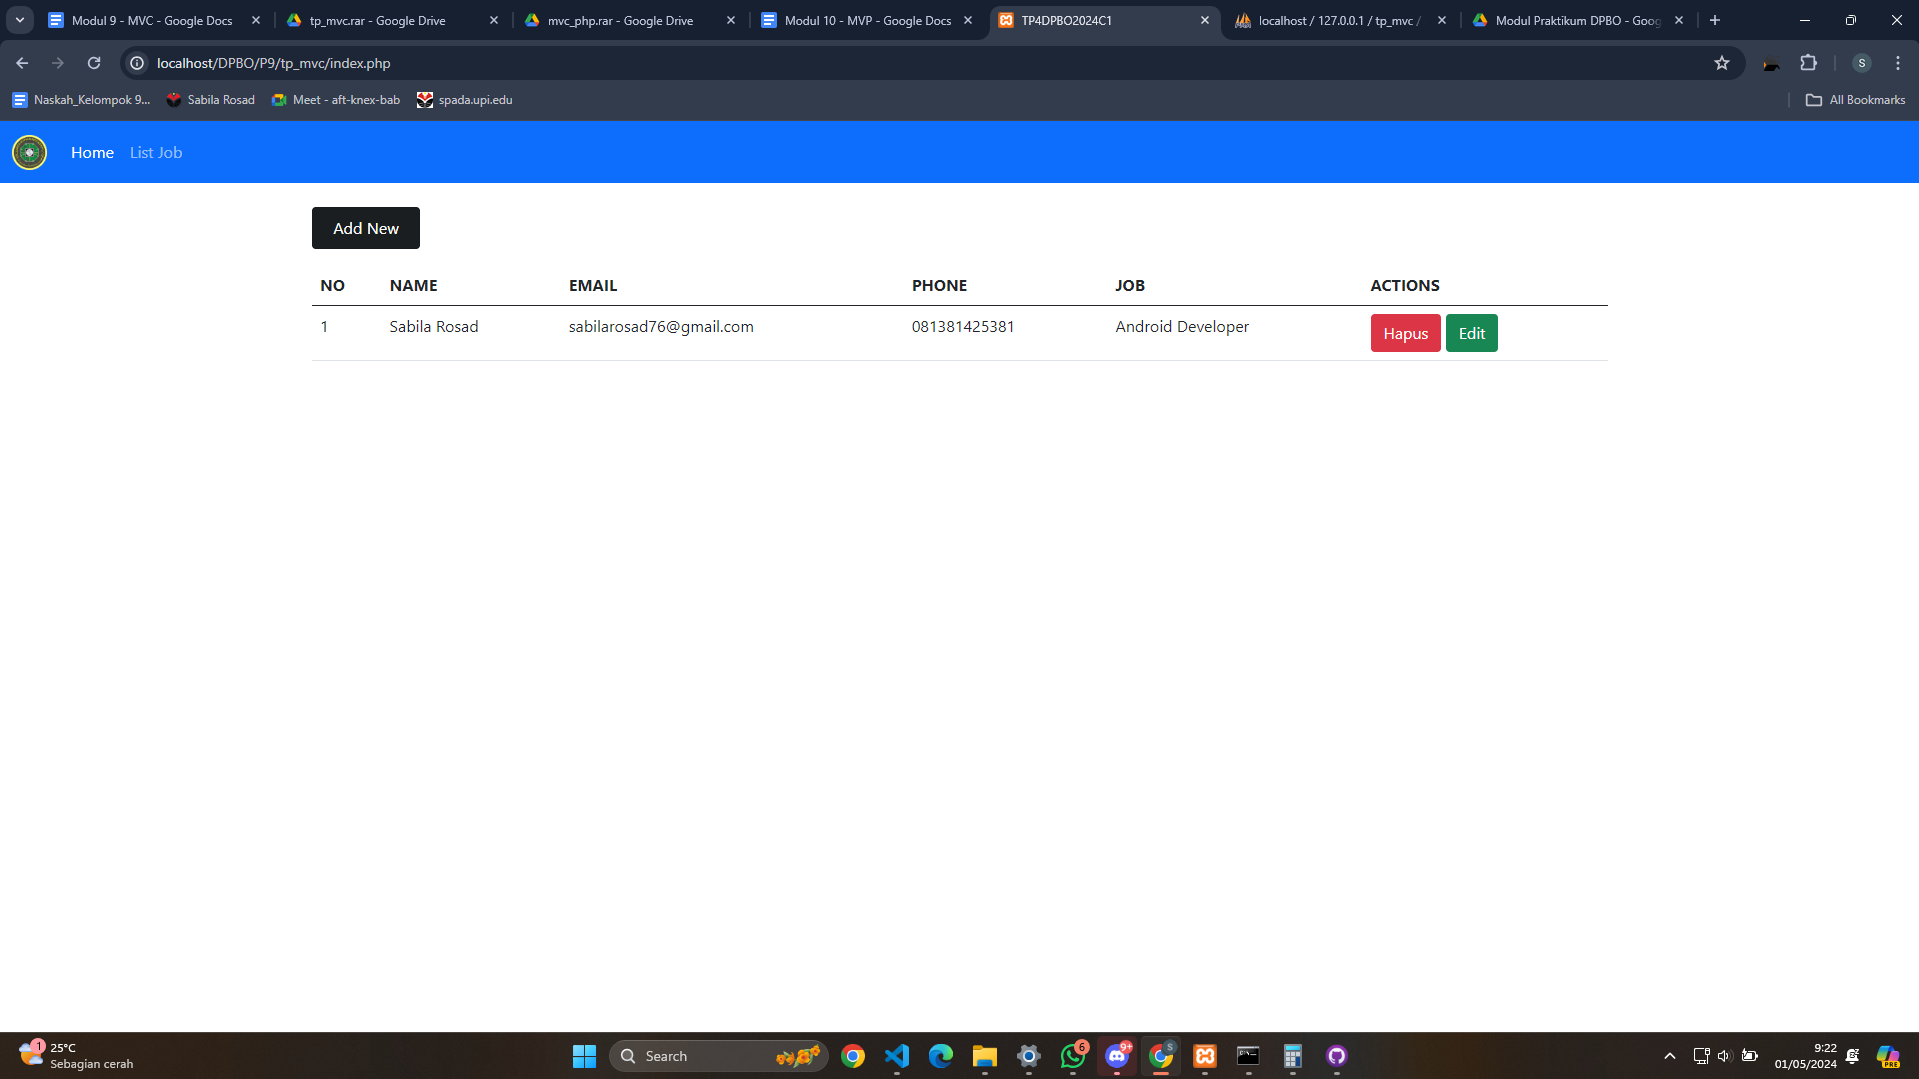 Modul 9 - MVC - Google Docs
tp_mvc.rar - Google Drive
mvc_php.rar - Google Drive
Modul 10 - MVP - Google Docs
TP4DPBO2024C1
localhost / 127.0.0.1 / tp_mvc /
Modul Praktikum DPBO - Goog
localhost/DPBO/P9/tp_mvc/index.php
S
Naskah_Kelompok 9...
Sabila Rosad
Meet - aft-knex-bab
spada.upi.edu
All Bookmarks
Home List Job
Add New
NO NAME EMAIL PHONE JOB ACTIONS
1 Sabila Rosad sabilarosad76@gmail.com 081381425381 Android Developer Hapus Edit
1
25°C
Sebagian cerah
Search
6
9+
S
9:22
01/05/2024
PRE